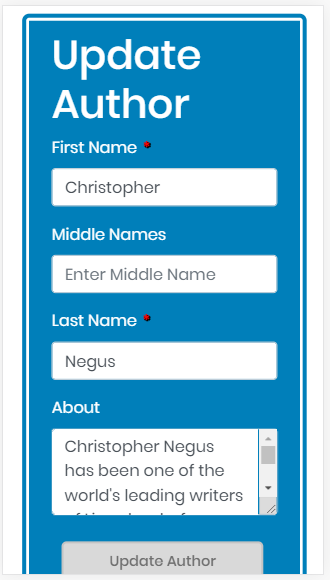 Update
Author
First Name *
Christopher
Middle Names
Enter Middle Name
Last Name *
Negus
About
Christopher Negus
has been one of the
world's leading writers
Update Author